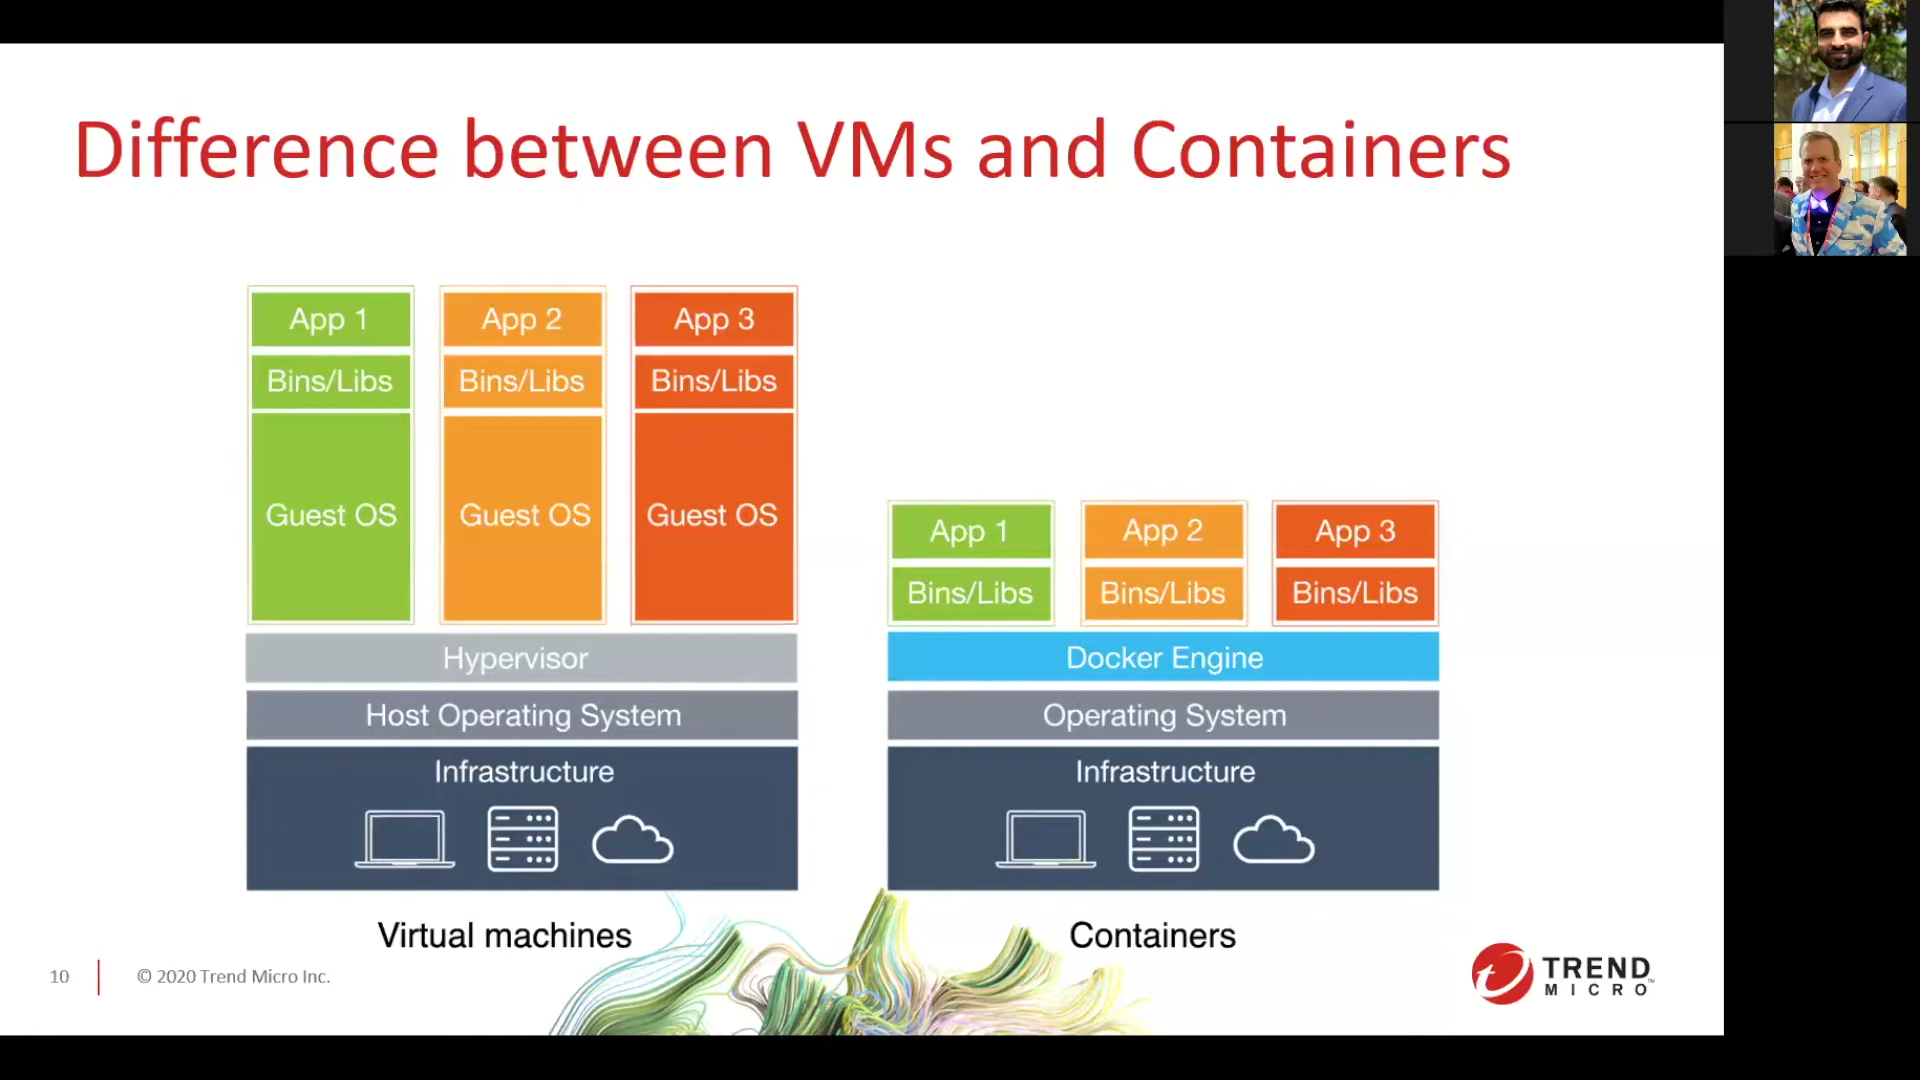 Difference between VMs and Containers
App 1
App 2
App 3
Bins/Libs
Bins/Libs
Bins/Libs
Guest OS
Guest OS
Guest OS
Hypervisor
Host Operating System
Infrastructure
Virtual machines
App 1
App 2
App 3
Bins/Libs
Bins/Libs
Bins/Libs
Docker Engine
Operating System
Infrastructure
Containers
10
© 2020 Trend Micro Inc.
TREND
MICRO™